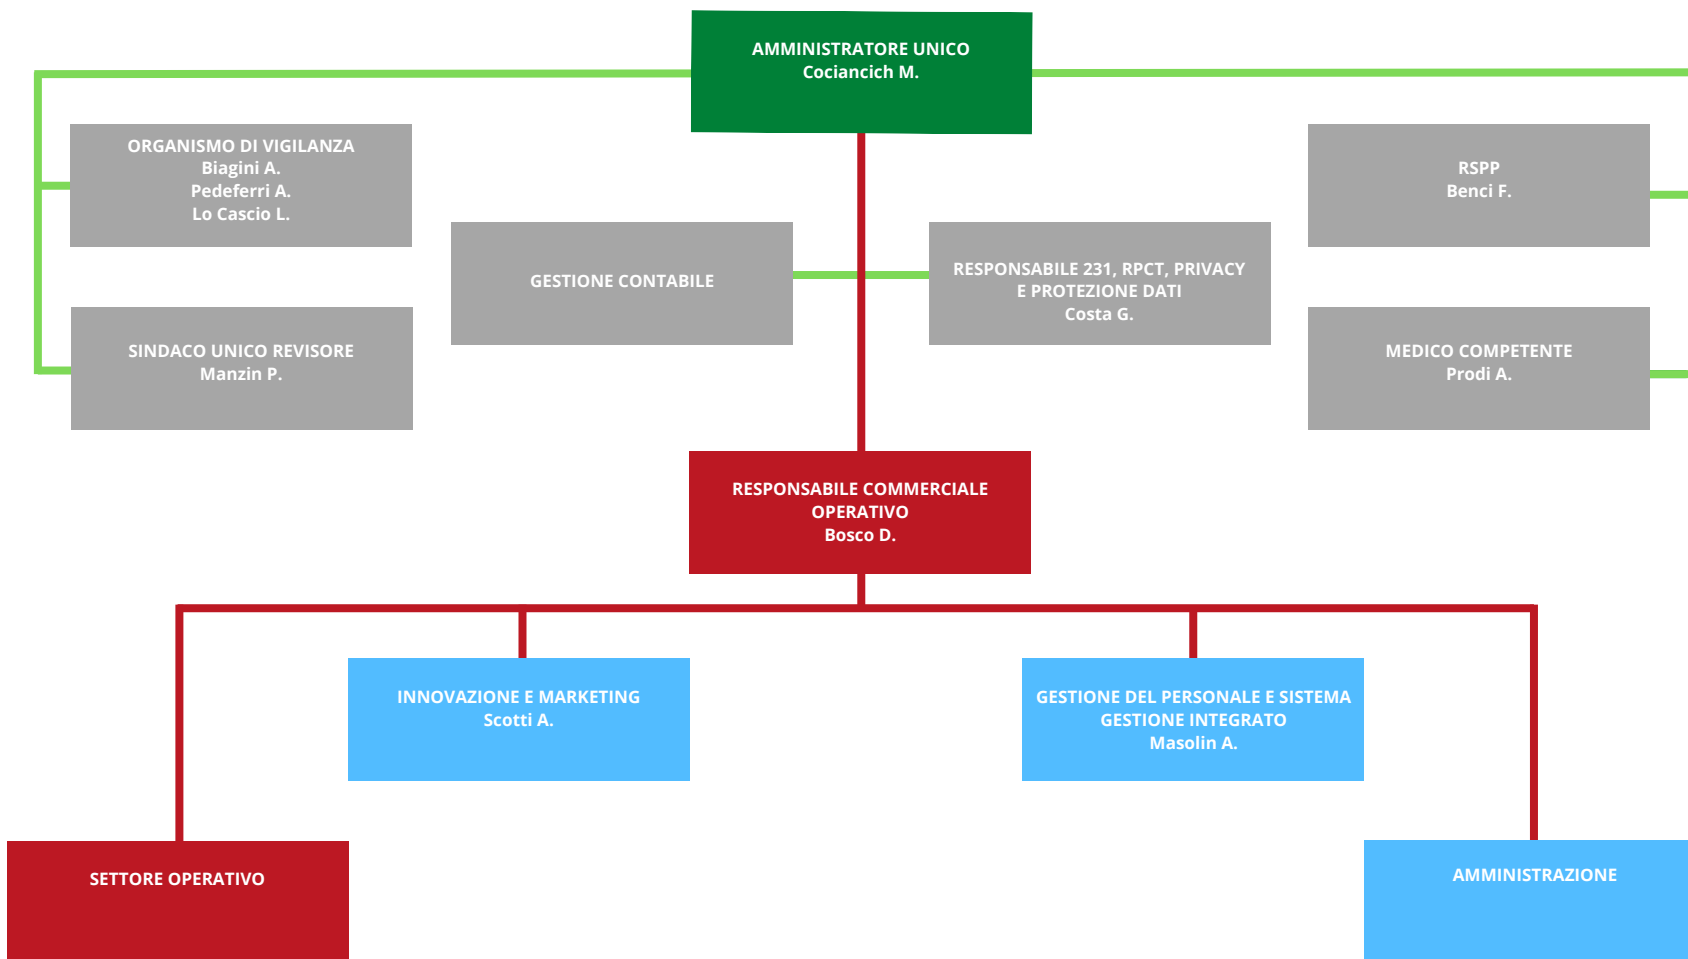 AMMINISTRATORE UNICO
Cociancich M.
ORGANISMO DI VIGILANZA
Biagini A.
Pedeferri A.
Lo Cascio L.
RSPP
Benci F.
GESTIONE CONTABILE
RESPONSABILE 231, RPCT, PRIVACY
E PROTEZIONE DATI
Costa G.
SINDACO UNICO REVISORE
Manzin P.
MEDICO COMPETENTE
Prodi A.
RESPONSABILE COMMERCIALE
OPERATIVO
Bosco D.
INNOVAZIONE E MARKETING
Scotti A.
GESTIONE DEL PERSONALE E SISTEMA
GESTIONE INTEGRATO
Masolin A.
SETTORE OPERATIVO
AMMINISTRAZIONE